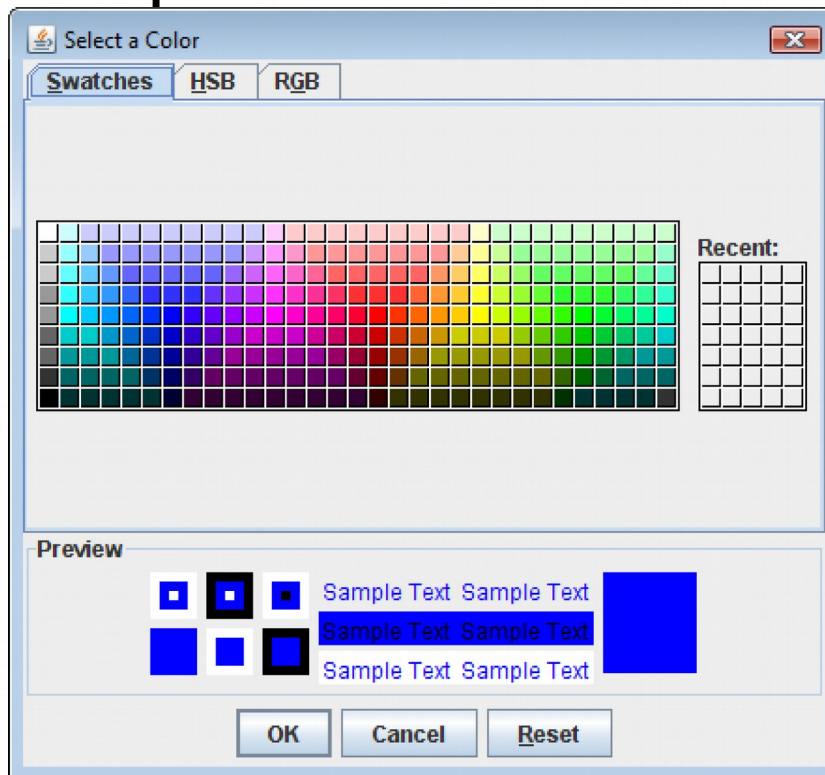 Select a Color
Swatches HSB RGB
Recent:
Preview
Sample Text Sample Text
Sample Text Sample Text
Sample Text Sample Text
OK Cancel Reset